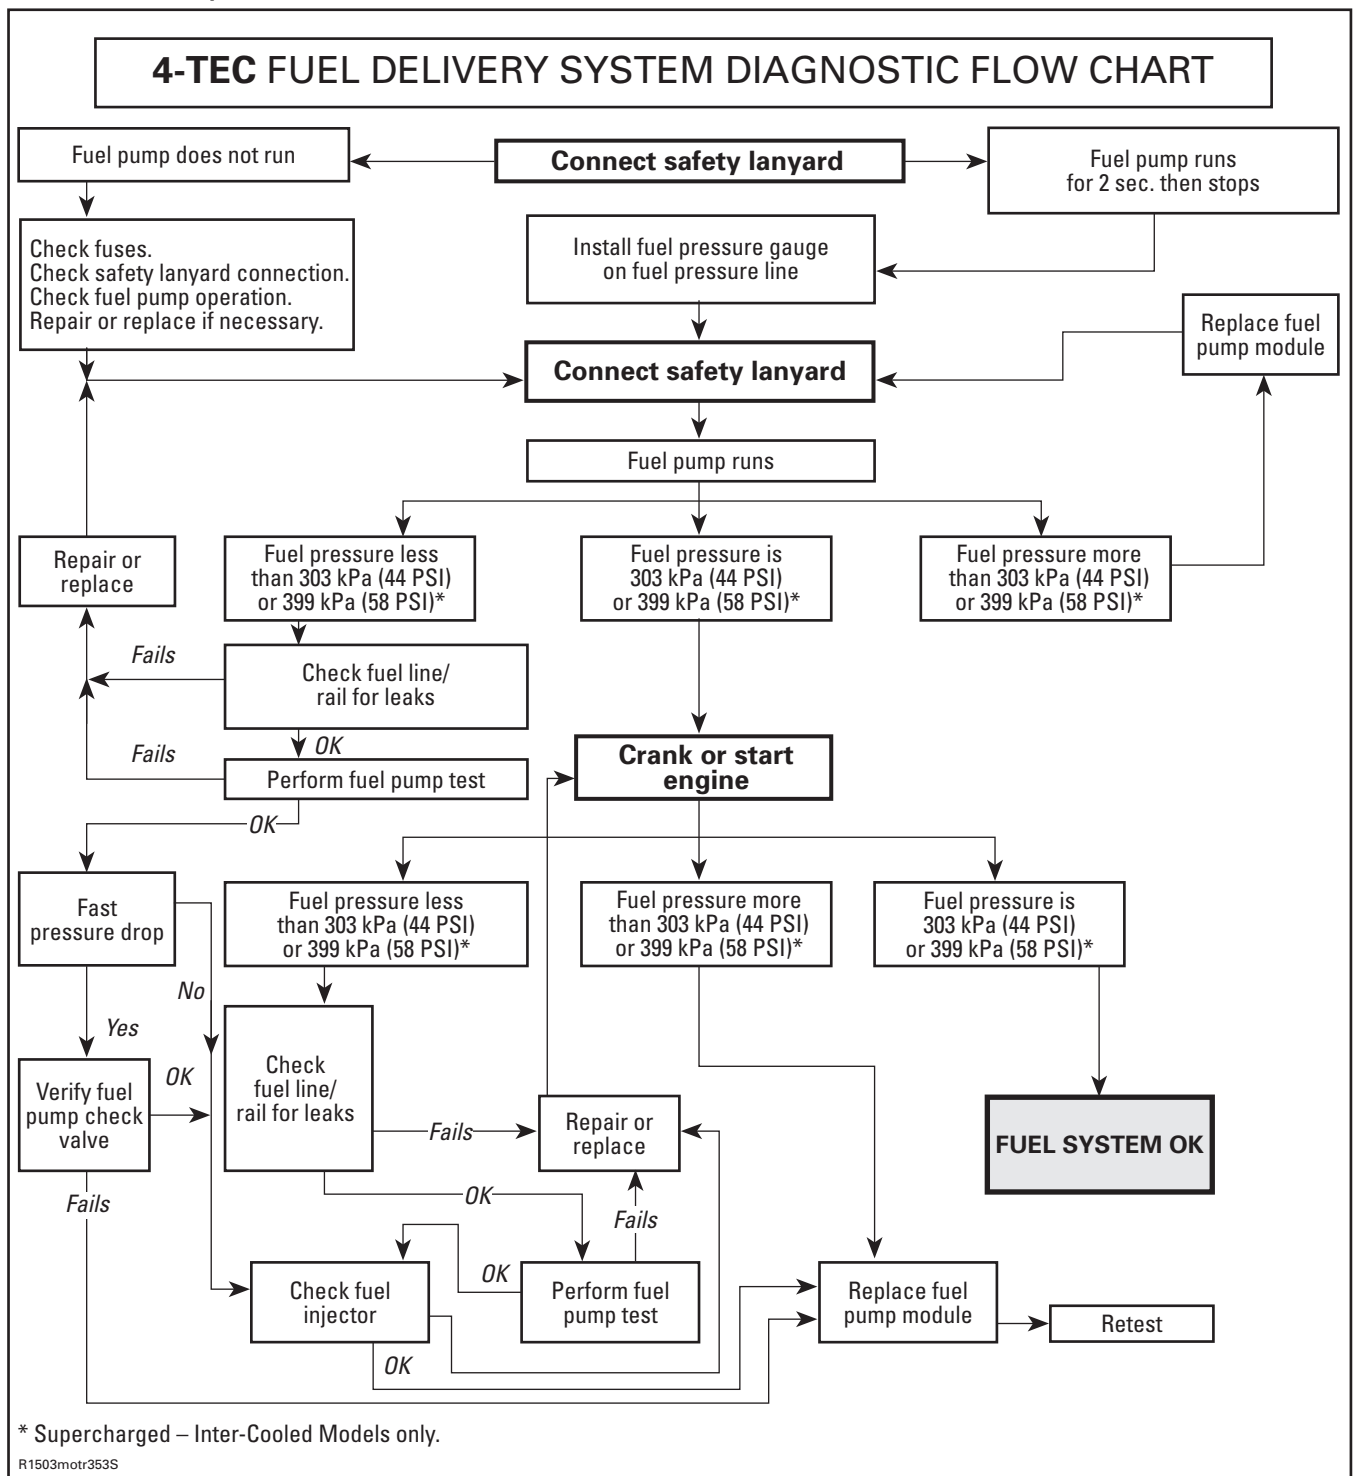 4-TEC FUEL DELIVERY SYSTEM DIAGNOSTIC FLOW CHART
Fuel pump does not run
Connect safety lanyard
Fuel pump runs
for 2 sec. then stops
Check fuses.
Check safety lanyard connection.
Check fuel pump operation.
Repair or replace if necessary.
Install fuel pressure gauge
on fuel pressure line
Replace fuel
pump module
Connect safety lanyard
Fuel pump runs
Repair or
replace
Fuel pressure less
than 303 kPa (44 PSI)
or 399 kPa (58 PSI)*
Fuel pressure is
303 kPa (44 PSI)
or 399 kPa (58 PSI)*
Fuel pressure more
than 303 kPa (44 PSI)
or 399 kPa (58 PSI)*
Fails
Check fuel line/
rail for leaks
OK
Fails
Perform fuel pump test
Crank or start
engine
OK
Fast
pressure drop
Fuel pressure less
than 303 kPa (44 PSI)
or 399 kPa (58 PSI)*
Fuel pressure more
than 303 kPa (44 PSI)
or 399 kPa (58 PSI)*
Fuel pressure is
303 kPa (44 PSI)
or 399 kPa (58 PSI)*
No
Yes
Verify fuel
pump check
valve
OK
Check
fuel line/
rail for leaks
Fails
Repair or
replace
FUEL SYSTEM OK
Fails
OK
Fails
Check fuel
injector
OK
Perform fuel
pump test
Replace fuel
pump module
Retest
OK
* Supercharged – Inter-Cooled Models only.
R1503motr353S